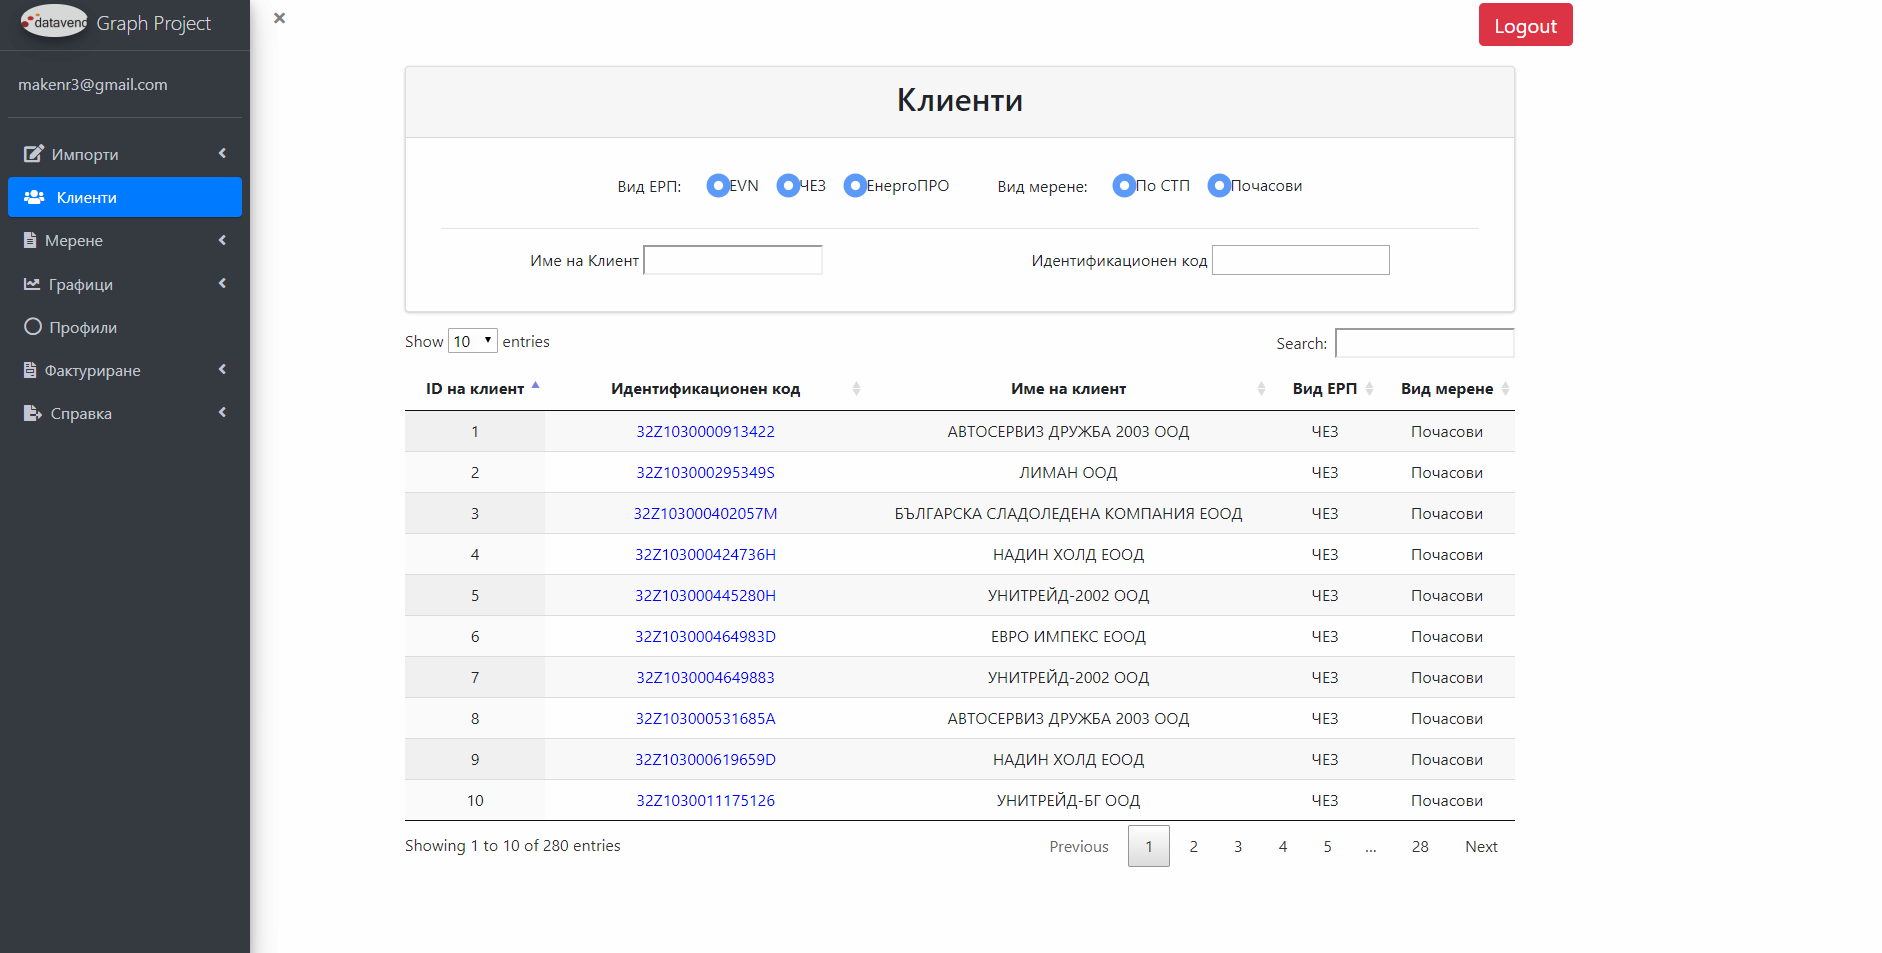 datavend Graph Project
Logout
makenr3@gmail.com
Импорти
Клиенти
Мерене
Графици
Профили
Фактуриране
Справка
Клиенти
Вид ЕРП: EVN ЧЕЗ ЕнергоПРО Вид мерене: По СТП Почасови
Име на Клиент Идентификационен код
Show 10 entries Search:
ID на клиент Идентификационен код Име на клиент Вид ЕРП Вид мерене
1 32Z1030000913422 АВТОСЕРВИЗ ДРУЖБА 2003 ООД ЧЕЗ Почасови
2 32Z103000295349S ЛИМАН ООД ЧЕЗ Почасови
3 32Z103000402057M БЪЛГАРСКА СЛАДОЛЕДЕНА КОМПАНИЯ ЕООД ЧЕЗ Почасови
4 32Z103000424736H НАДИН ХОЛД ЕООД ЧЕЗ Почасови
5 32Z103000445280H УНИТРЕЙД-2002 ООД ЧЕЗ Почасови
6 32Z103000464983D ЕВРО ИМПЕКС ЕООД ЧЕЗ Почасови
7 32Z1030004649883 УНИТРЕЙД-2002 ООД ЧЕЗ Почасови
8 32Z103000531685A АВТОСЕРВИЗ ДРУЖБА 2003 ООД ЧЕЗ Почасови
9 32Z103000619659D НАДИН ХОЛД ЕООД ЧЕЗ Почасови
10 32Z1030011175126 УНИТРЕЙД-БГ ООД ЧЕЗ Почасови
Showing 1 to 10 of 280 entries Previous 1 2 3 4 5 ... 28 Next